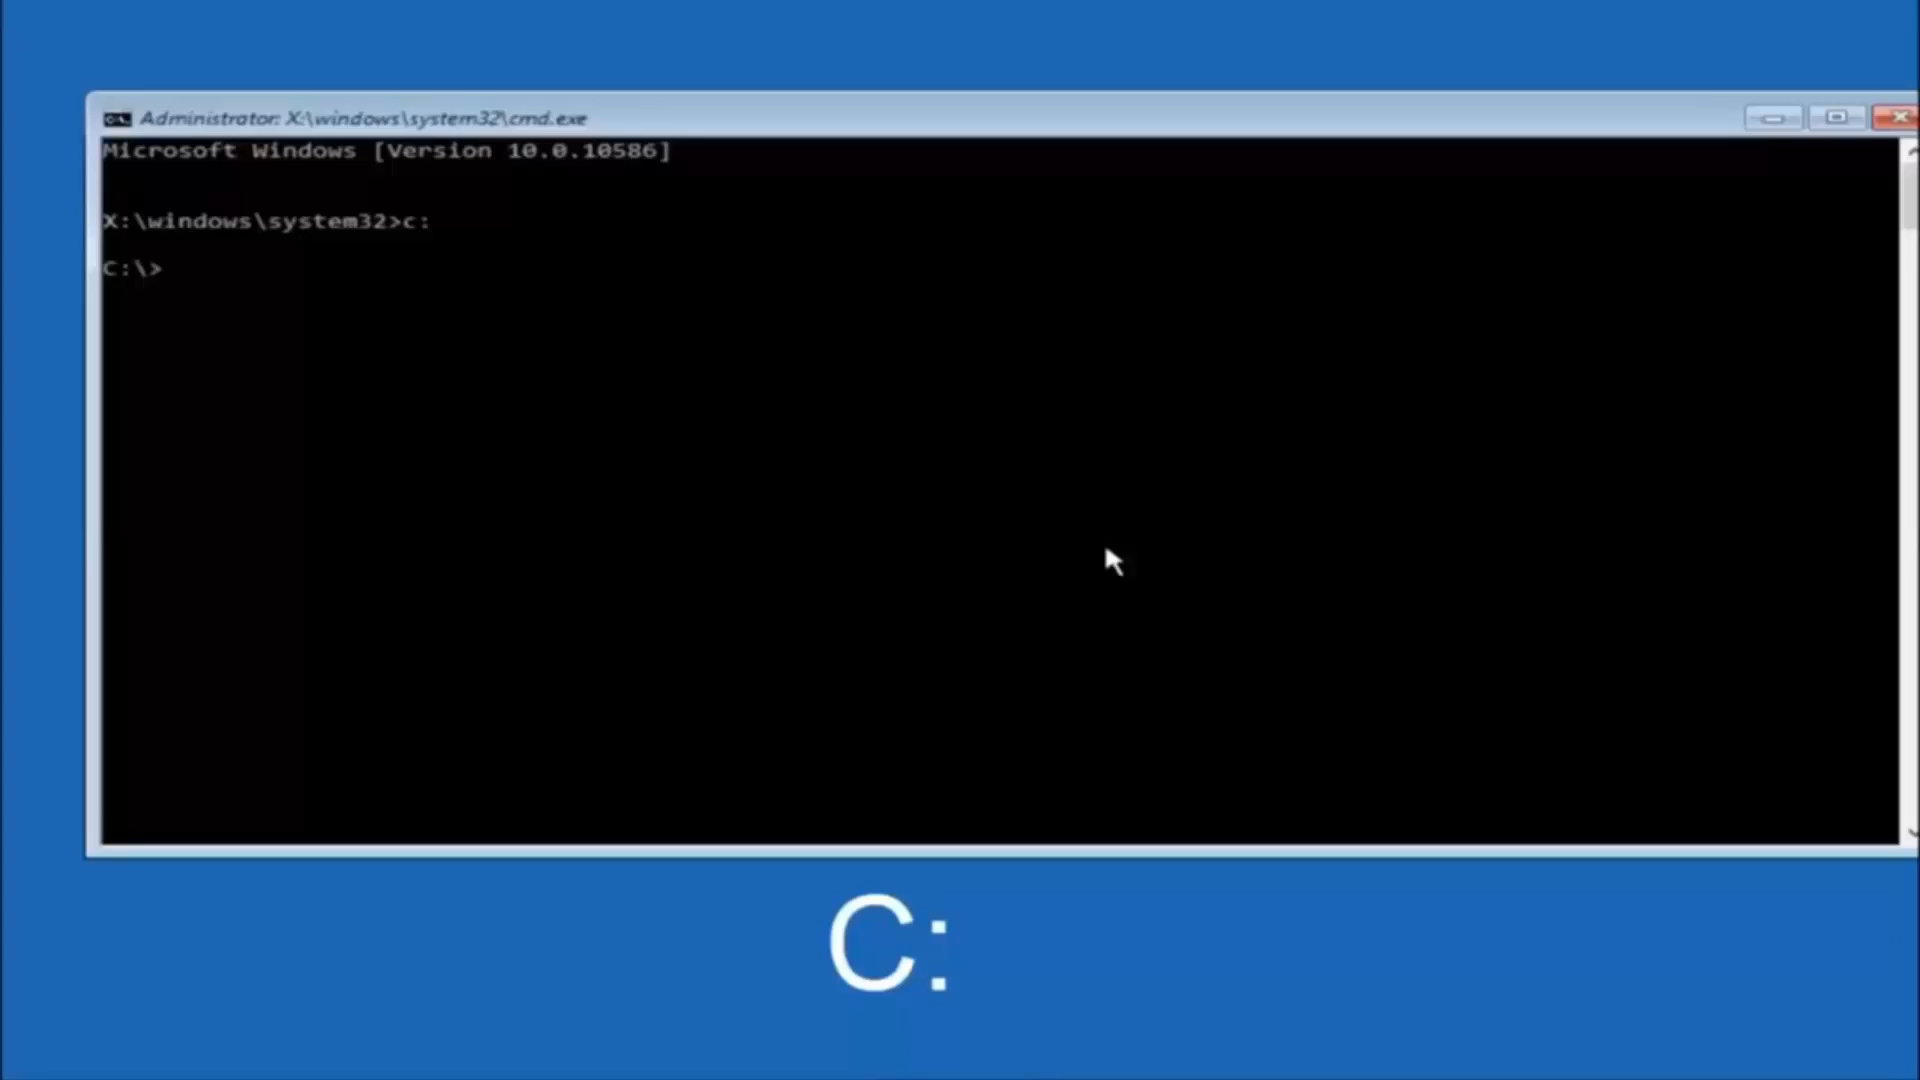 Administrator: X:\windows\system32\cmd.exe
Microsoft Windows [Version 10.0.10586]
X:\windows\system32>c:
C:\>
C: